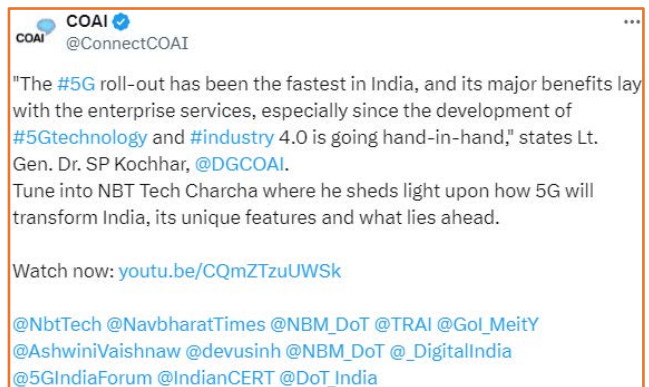 COAI
COAI
@ConnectCOAI
"The #5G roll-out has been the fastest in India, and its major benefits lay
with the enterprise services, especially since the development of
#5Gtechnology and #industry 4.0 is going hand-in-hand," states Lt.
Gen. Dr. SP Kochhar, @DGCOAI.
Tune into NBT Tech Charcha where he sheds light upon how 5G will
transform India, its unique features and what lies ahead.
Watch now: youtu.be/CQmZTzuUWSk
@NbtTech @NavbharatTimes @NBM_DoT @TRAI @GoI_MeitY
@AshwiniVaishnaw @devusinh @NBM_DoT @_DigitalIndia
@5GIndiaForum @IndianCERT @DoT_India